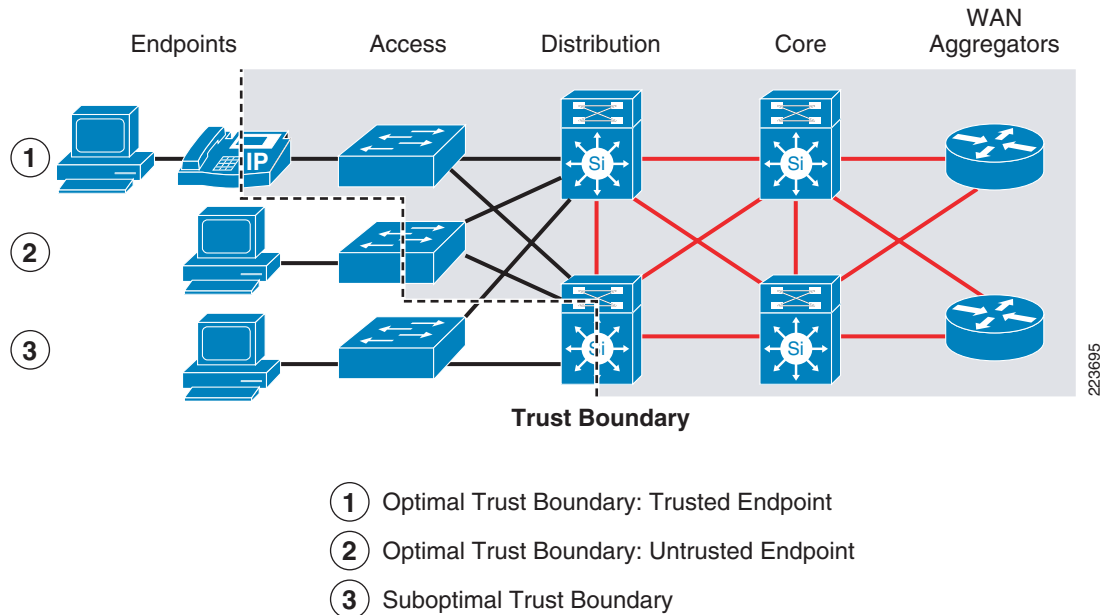 WAN
Endpoints Access Distribution Core Aggregators
1
IP
Si Si
2
3
Si Si
223695
Trust Boundary
1 Optimal Trust Boundary: Trusted Endpoint
2 Optimal Trust Boundary: Untrusted Endpoint
3 Suboptimal Trust Boundary